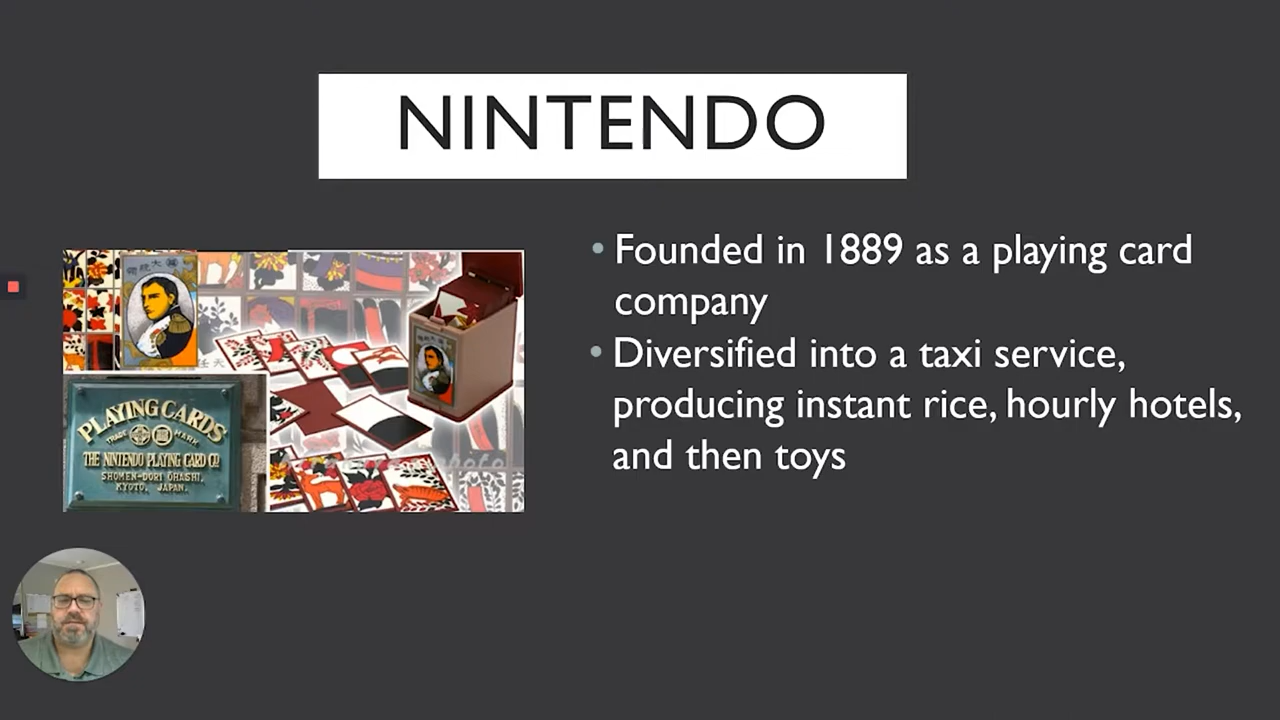 NINTENDO
• Founded in 1889 as a playing card
company
• Diversified into a taxi service,
producing instant rice, hourly hotels,
and then toys
PLAYING CARDS
TRADE MARK
THE NINTENDO PLAYING CARD Co
SHOMEN-DORI OHASHI,
KYOTO, JAPAN.